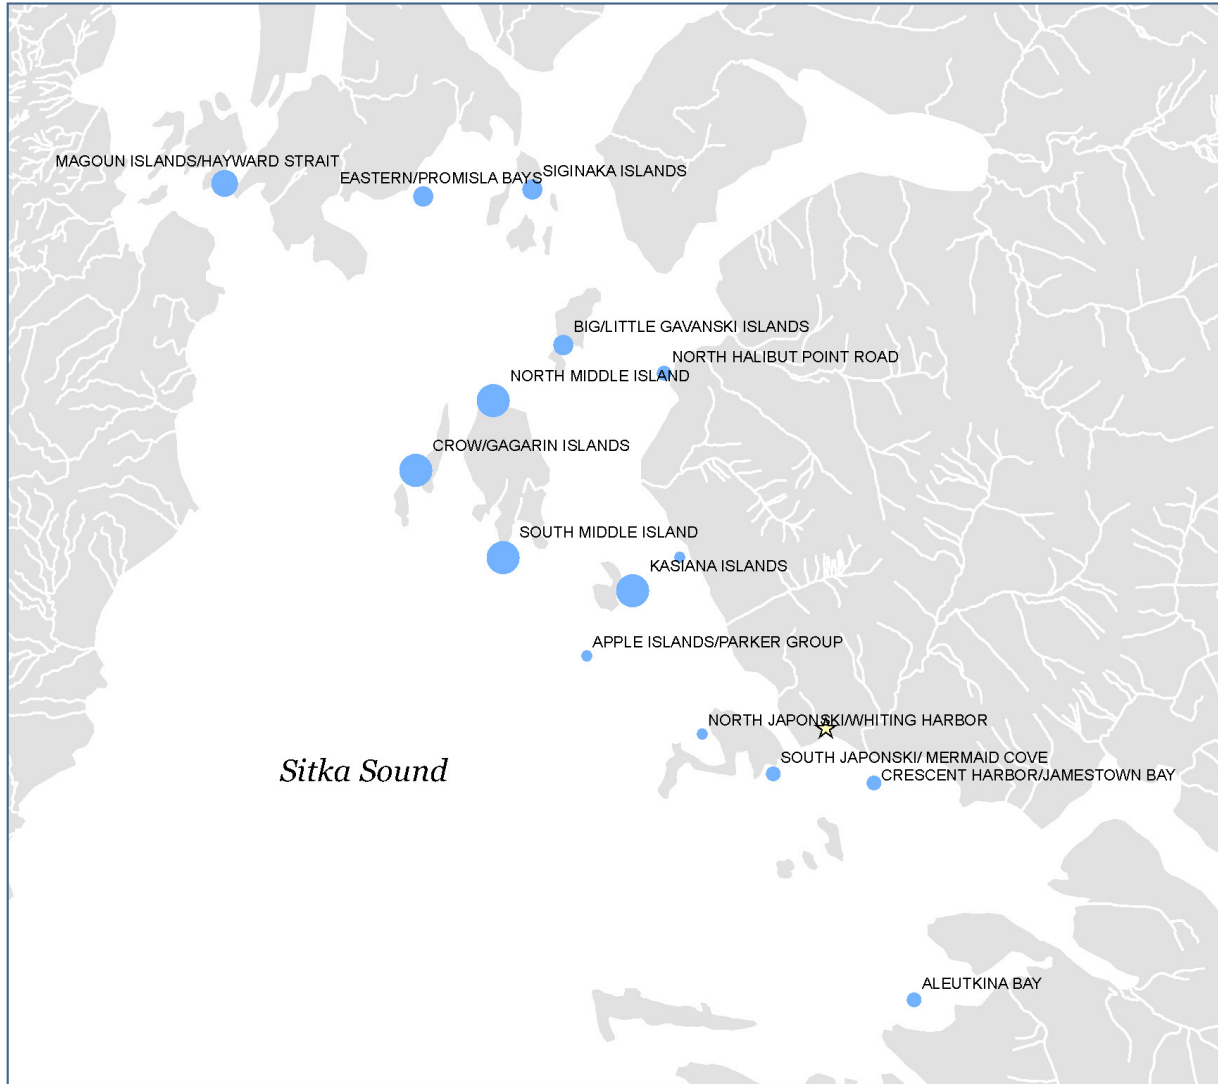 MAGOUN ISLANDS/HAYWARD STRAIT
EASTERN/PROMISLA BAYS
SIGINAKA ISLANDS
BIG/LITTLE GAVANSKI ISLANDS
NORTH HALIBUT POINT ROAD
NORTH MIDDLE ISLAND
CROW/GAGARIN ISLANDS
SOUTH MIDDLE ISLAND
KASIANA ISLANDS
APPLE ISLANDS/PARKER GROUP
NORTH JAPONSKI/WHITING HARBOR
SOUTH JAPONSKI/ MERMAID COVE
Sitka Sound
CRESCENT HARBOR/JAMESTOWN BAY
ALEUTKINA BAY